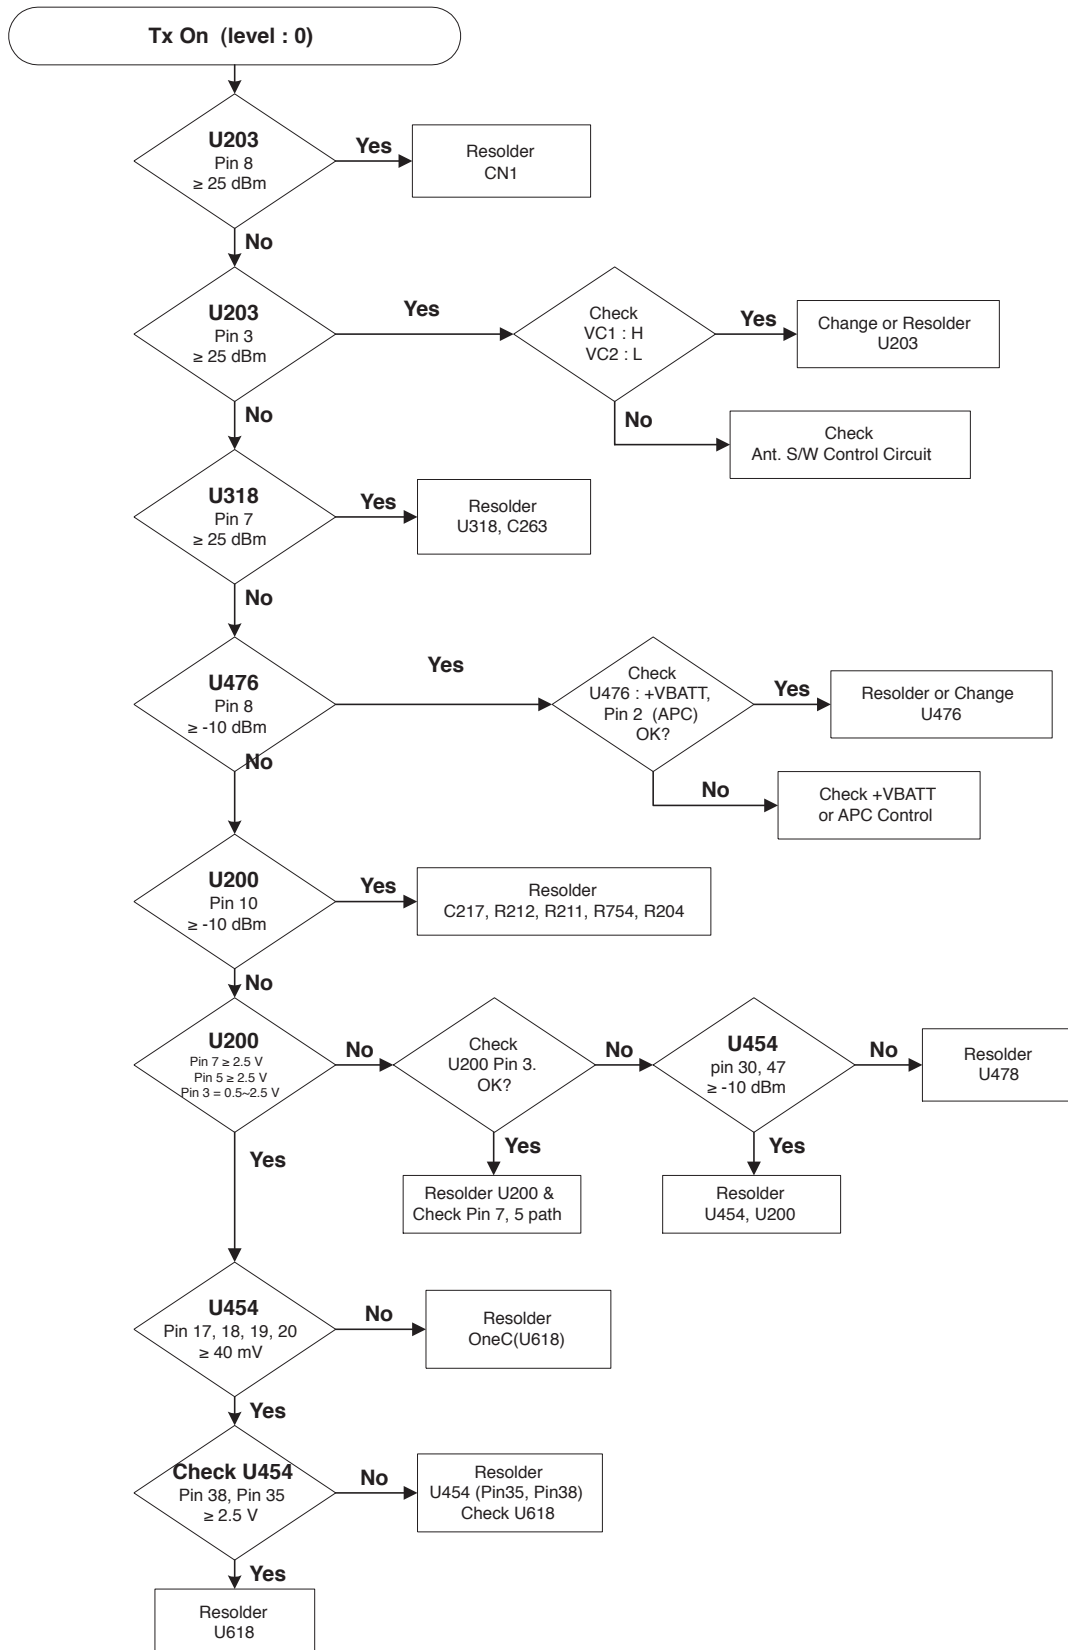 Tx On (level : 0)
U203
Pin 8
≥ 25 dBm
Yes
Resolder
CN1
No
U203
Pin 3
≥ 25 dBm
Yes
Check
VC1 : H
VC2 : L
Yes
Change or Resolder
U203
No
Check
Ant. S/W Control Circuit
No
U318
Pin 7
≥ 25 dBm
Yes
Resolder
U318, C263
No
U476
Pin 8
≥ -10 dBm
Yes
Check
U476 : +VBATT,
Pin 2 (APC)
OK?
Yes
Resolder or Change
U476
No
Check +VBATT
or APC Control
No
U200
Pin 10
≥ -10 dBm
Yes
Resolder
C217, R212, R211, R754, R204
No
U200
Pin 7 ≥ 2.5 V
Pin 5 ≥ 2.5 V
Pin 3 = 0.5~2.5 V
No
Check
U200 Pin 3.
OK?
No
U454
pin 30, 47
≥ -10 dBm
No
Resolder
U478
Yes
Resolder U200 &
Check Pin 7, 5 path
Yes
Resolder
U454, U200
Yes
U454
Pin 17, 18, 19, 20
≥ 40 mV
No
Resolder
OneC(U618)
Yes
Check U454
Pin 38, Pin 35
≥ 2.5 V
No
Resolder
U454 (Pin35, Pin38)
Check U618
Yes
Resolder
U618